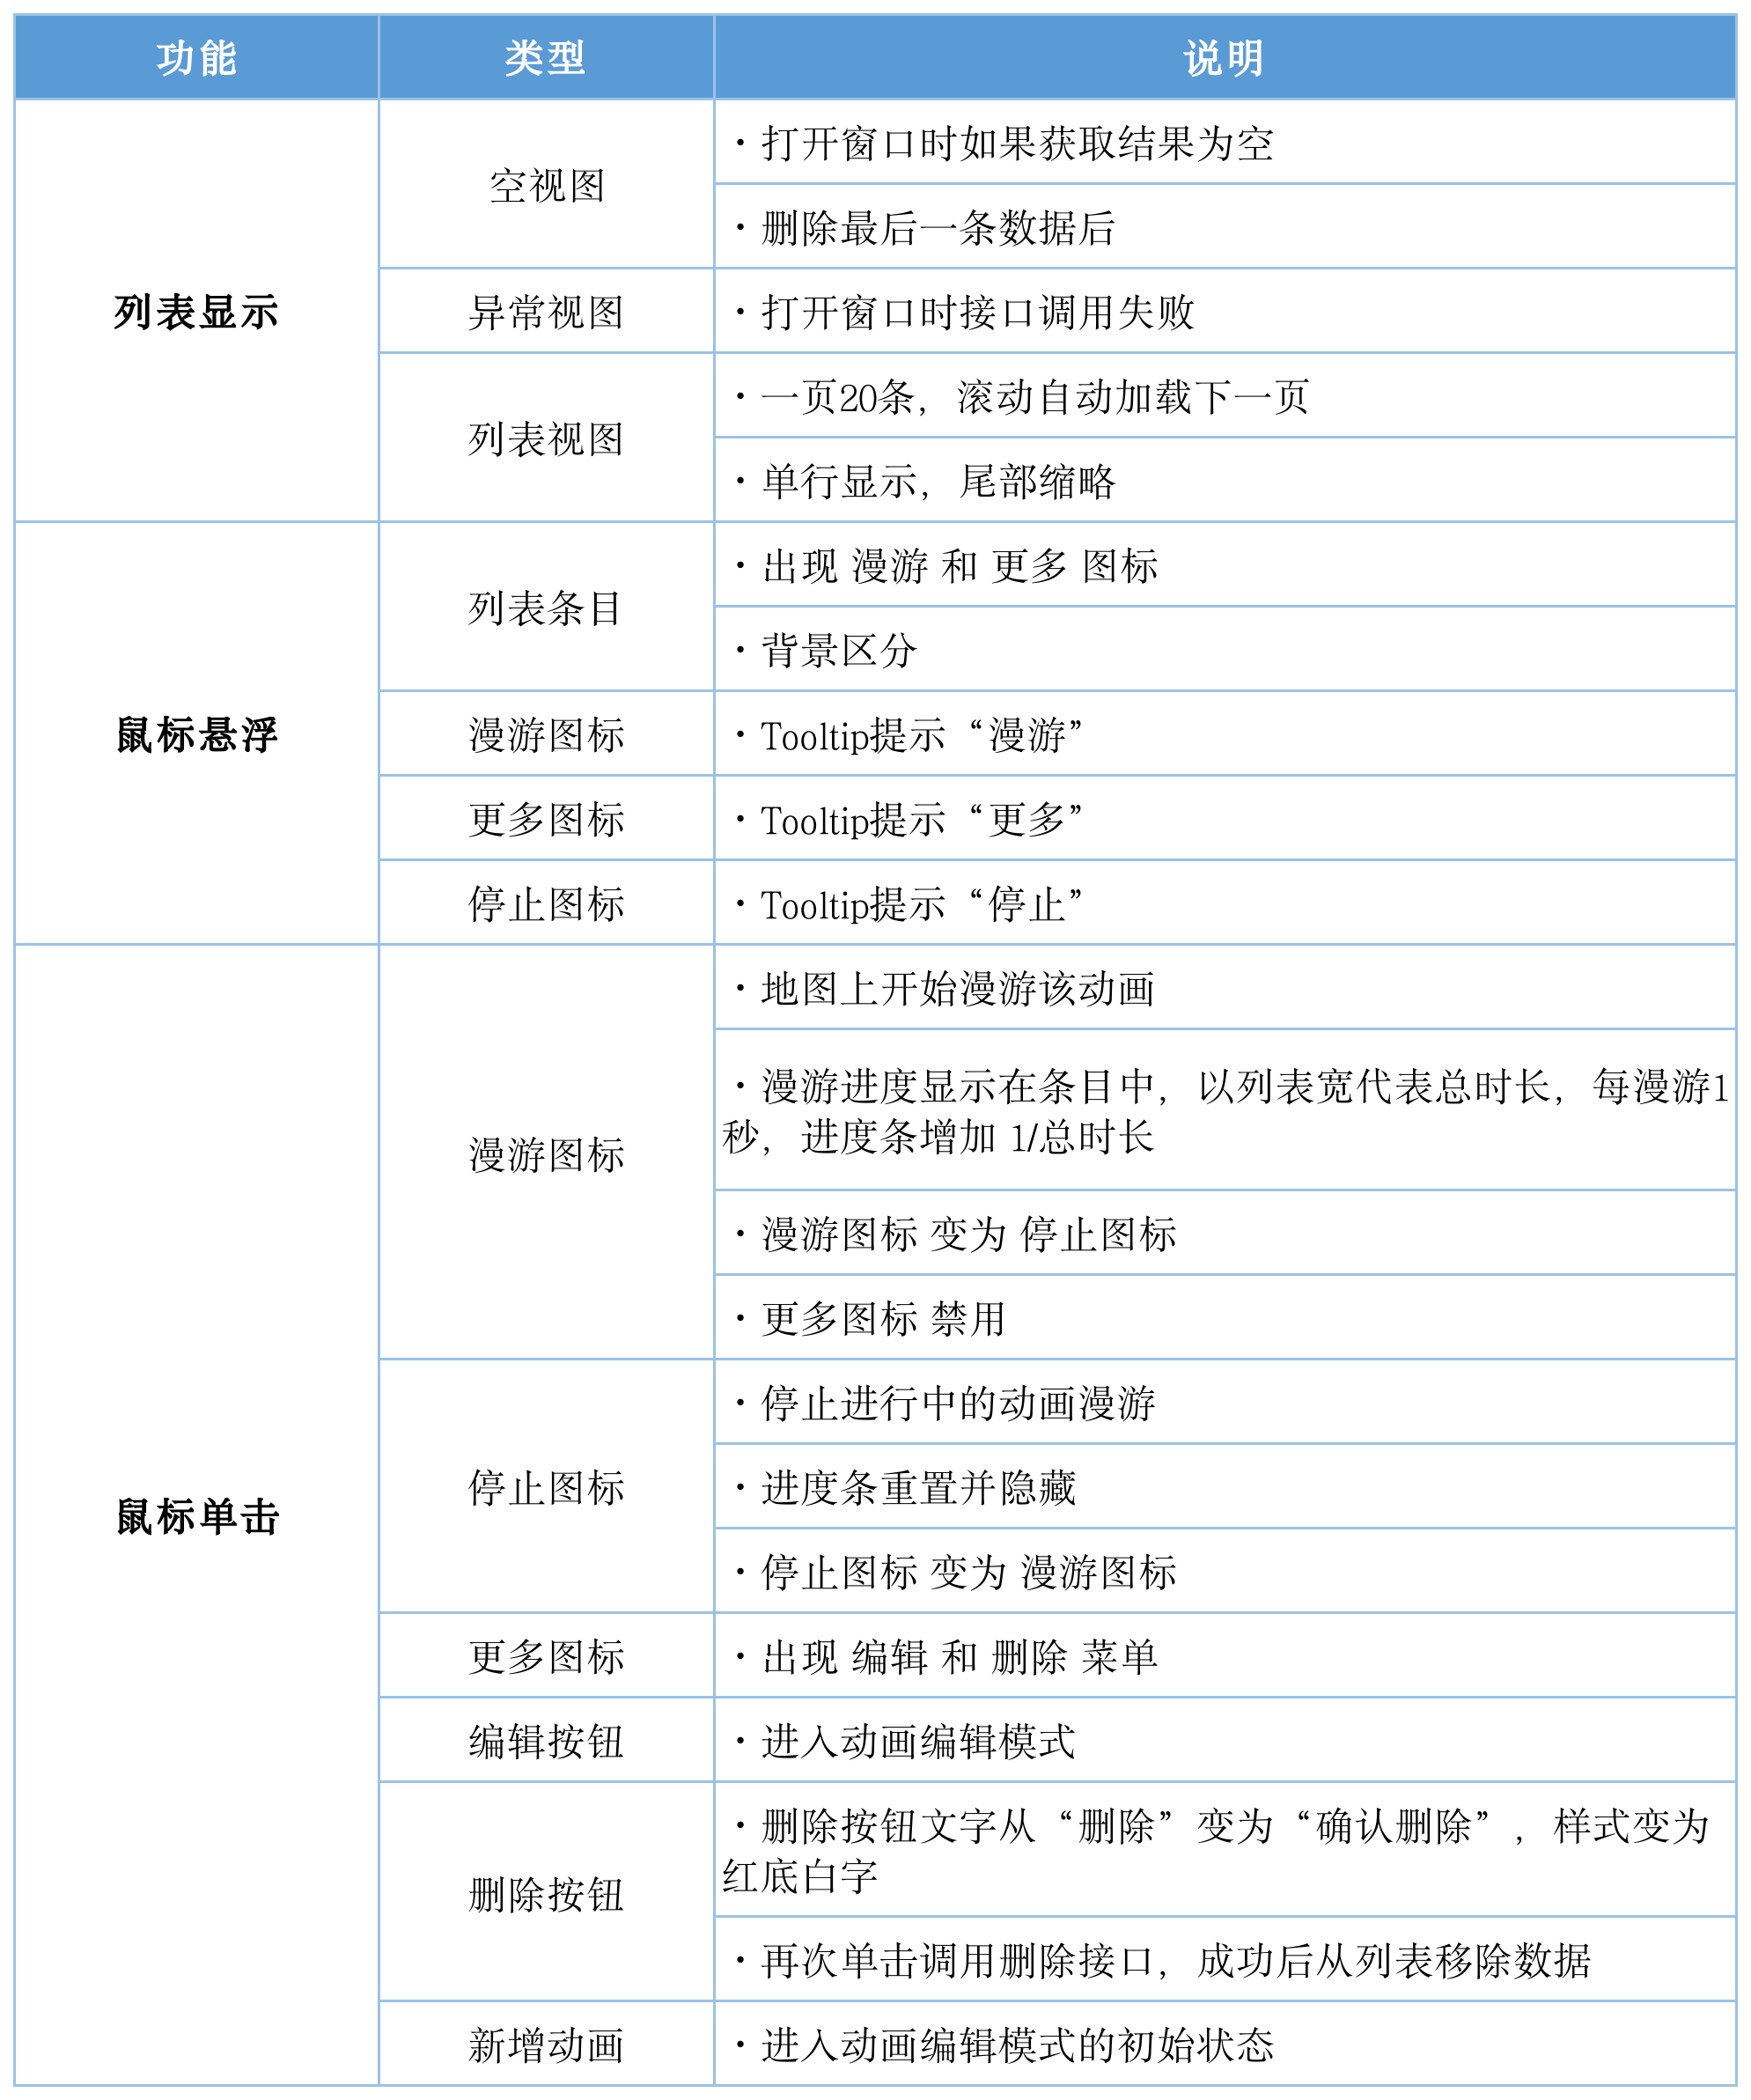 功能
类型
说明
列表显示
空视图
·打开窗口时如果获取结果为空
·删除最后一条数据后
异常视图
·打开窗口时接口调用失败
列表视图
·一页20条，滚动自动加载下一页
·单行显示，尾部缩略
鼠标悬浮
列表条目
·出现 漫游 和 更多 图标
·背景区分
漫游图标
·Tooltip提示“漫游”
更多图标
·Tooltip提示“更多”
停止图标
·Tooltip提示“停止”
鼠标单击
漫游图标
·地图上开始漫游该动画
·漫游进度显示在条目中，以列表宽代表总时长，每漫游1
秒，进度条增加 1/总时长
·漫游图标 变为 停止图标
·更多图标 禁用
停止图标
·停止进行中的动画漫游
·进度条重置并隐藏
·停止图标 变为 漫游图标
更多图标
·出现 编辑 和 删除 菜单
编辑按钮
·进入动画编辑模式
删除按钮
·删除按钮文字从“删除”变为“确认删除”，样式变为
红底白字
·再次单击调用删除接口，成功后从列表移除数据
新增动画
·进入动画编辑模式的初始状态